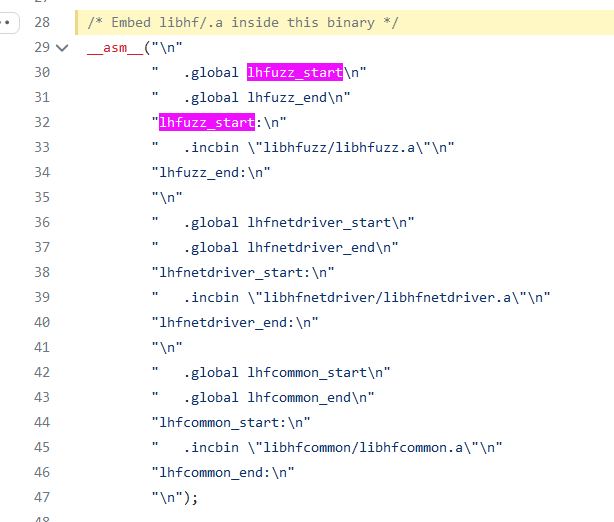 28 /* Embed libhf/.a inside this binary */
29 __asm__("\n"
30 "   .global lhfuzz_start\n"
31 "   .global lhfuzz_end\n"
32 "lhfuzz_start:\n"
33 "   .incbin \"libhfuzz/libhfuzz.a\"\n"
34 "lhfuzz_end:\n"
35 "\n"
36 "   .global lhfnetdriver_start\n"
37 "   .global lhfnetdriver_end\n"
38 "lhfnetdriver_start:\n"
39 "   .incbin \"libhfnetdriver/libhfnetdriver.a\"\n"
40 "lhfnetdriver_end:\n"
41 "\n"
42 "   .global lhfcommon_start\n"
43 "   .global lhfcommon_end\n"
44 "lhfcommon_start:\n"
45 "   .incbin \"libhfcommon/libhfcommon.a\"\n"
46 "lhfcommon_end:\n"
47 "\n");